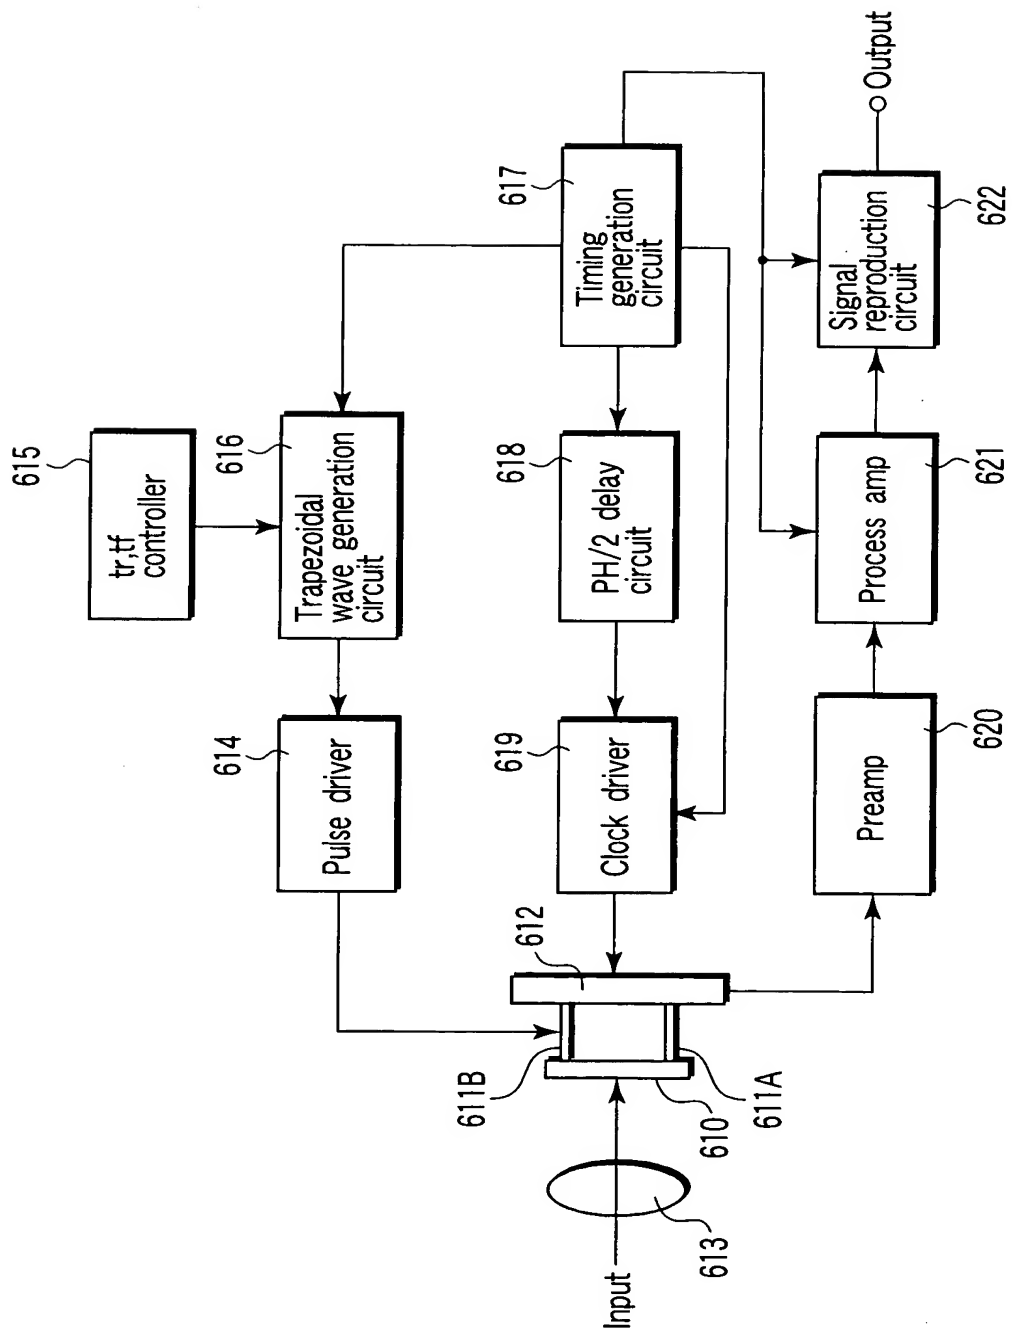 615
tr,tf
controller
614
Pulse driver
616
Trapezoidal
wave generation
circuit
617
Timing
generation
circuit
619
Clock driver
618
PH/2 delay
circuit
612
611B
611A
610
613
Input
Preamp
620
Process amp
621
Signal
reproduction
circuit
622
Output